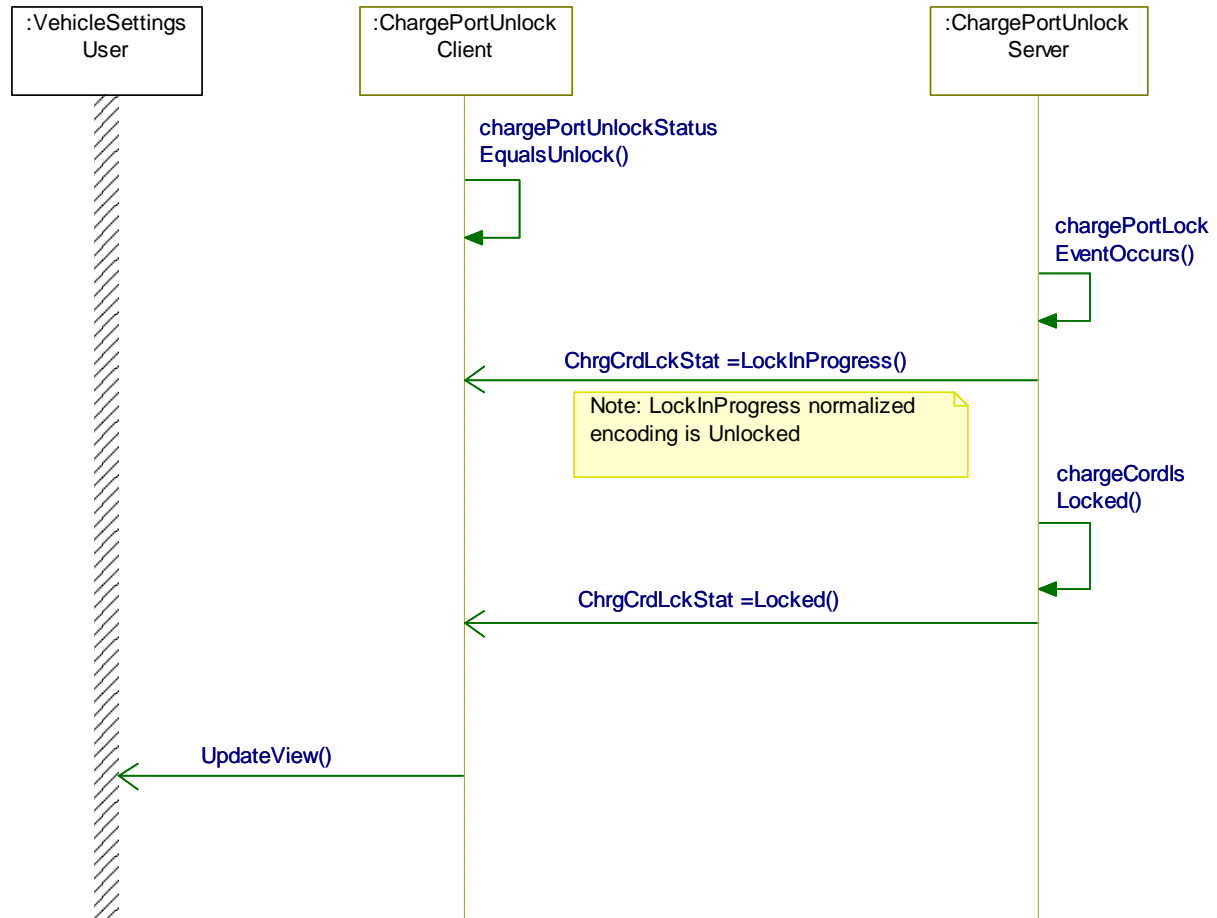 :VehicleSettings
User
:ChargePortUnlock
Client
:ChargePortUnlock
Server
chargePortUnlockStatus
EqualsUnlock()
chargePortLock
EventOccurs()
ChrgCrdLckStat =LockInProgress()
Note: LockInProgress normalized
encoding is Unlocked
chargeCordIs
Locked()
ChrgCrdLckStat =Locked()
UpdateView()